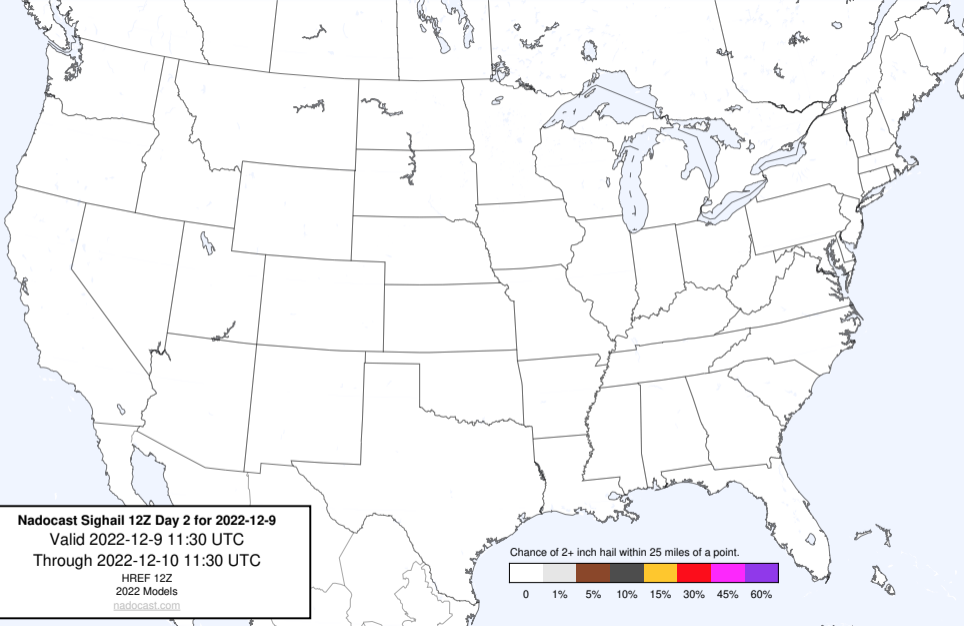 Nadocast Sighail 12Z Day 2 for 2022-12-9
Valid 2022-12-9 11:30 UTC
Through 2022-12-10 11:30 UTC
HREF 12Z
2022 Models
nadocast.com
Chance of 2+ inch hail within 25 miles of a point.
0 1% 5% 10% 15% 30% 45% 60%